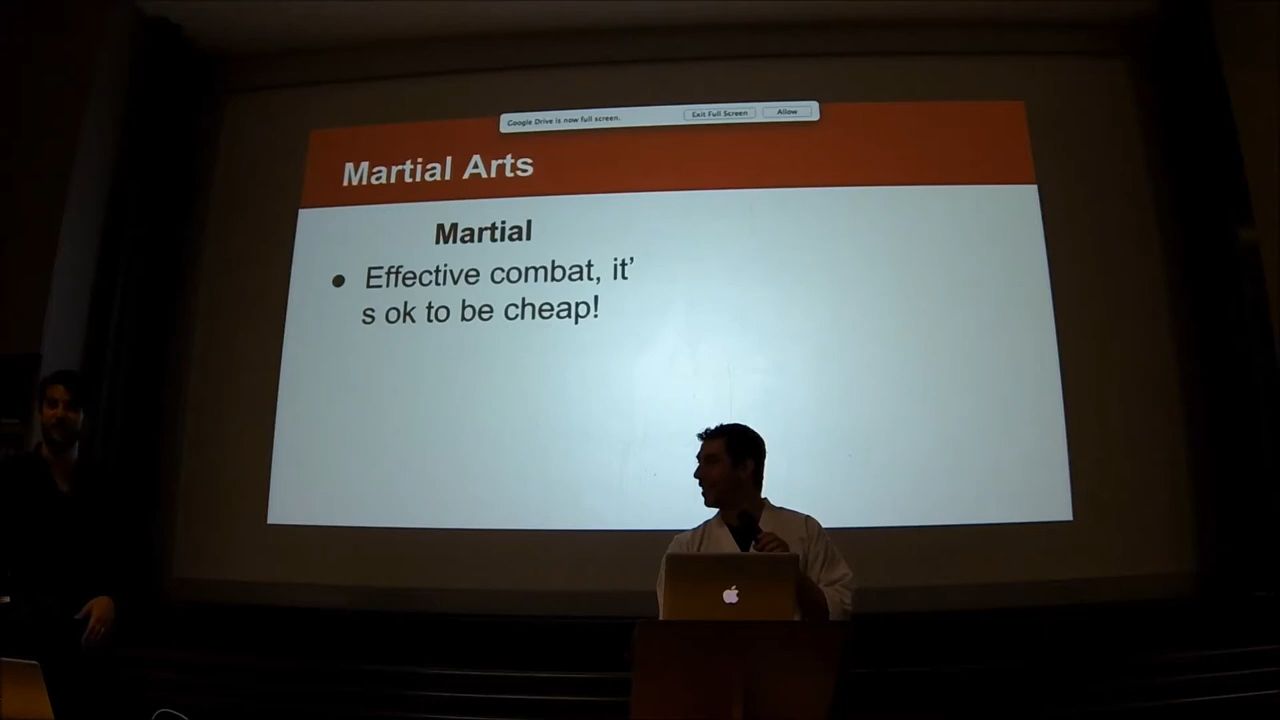 Google Drive is now full screen. Exit Full Screen Allow
Martial Arts
Martial
● Effective combat, it’
s ok to be cheap!